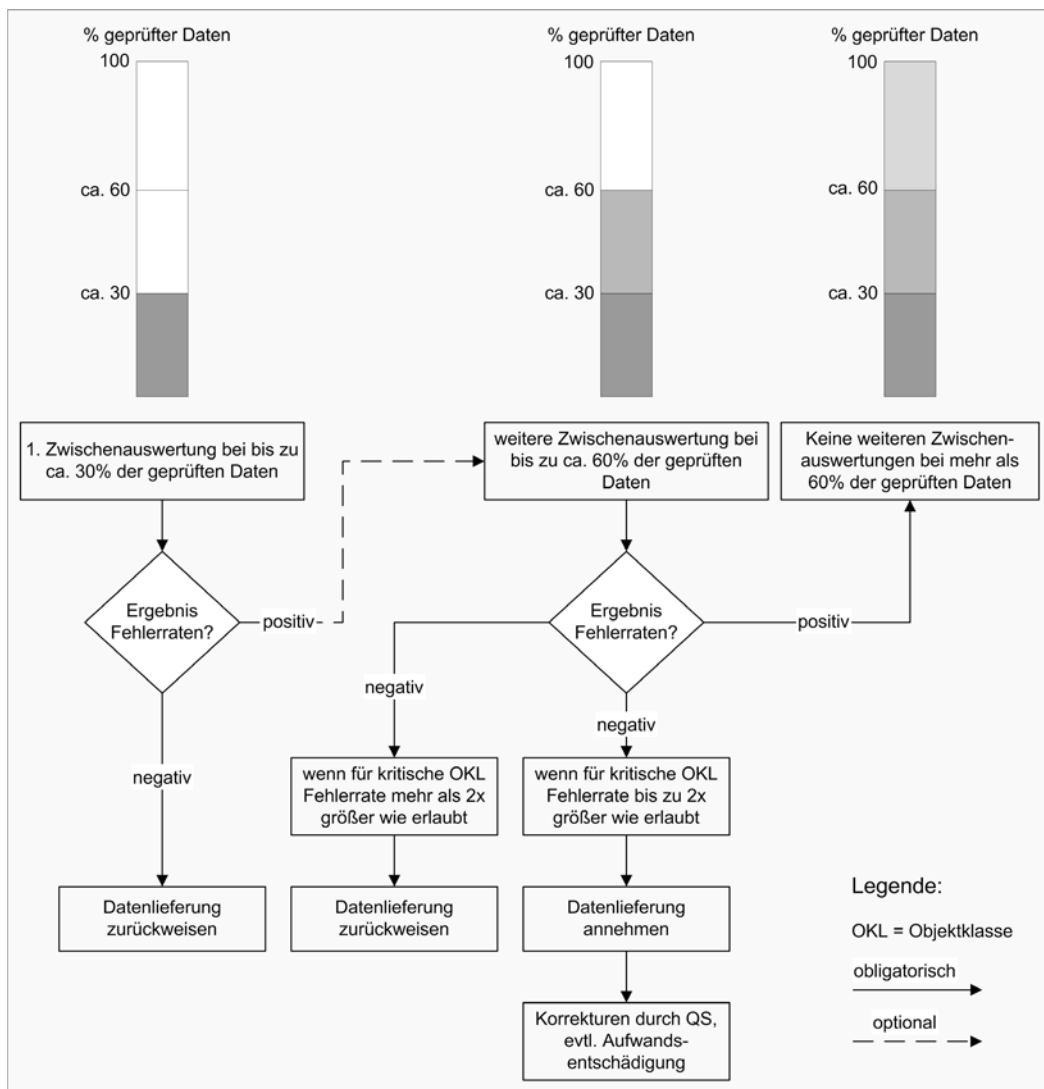 % geprüfter Daten
100
ca. 60
ca. 30
% geprüfter Daten
100
ca. 60
ca. 30
% geprüfter Daten
100
ca. 60
ca. 30
1. Zwischenauswertung bei bis zu
ca. 30% der geprüften Daten
weitere Zwischenauswertung bei
bis zu ca. 60% der geprüften
Daten
Keine weiteren Zwischen-
auswertungen bei mehr als
60% der geprüften Daten
Ergebnis
Fehlerraten?
positiv
negativ
Ergebnis
Fehlerraten?
positiv
negativ
negativ
wenn für kritische OKL
Fehlerrate mehr als 2x
größer wie erlaubt
wenn für kritische OKL
Fehlerrate bis zu 2x
größer wie erlaubt
Datenlieferung
zurückweisen
Datenlieferung
zurückweisen
Datenlieferung
annehmen
Korrekturen durch QS,
evtl. Aufwands-
entschädigung
Legende:
OKL = Objektklasse
obligatorisch
optional